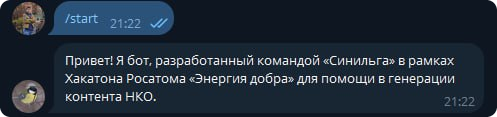 /start
21:22
Привет! Я бот, разработанный командой «Синильга» в рамках
Хакатона Росатома «Энергия добра» для помощи в генерации
контента НКО.
21:22